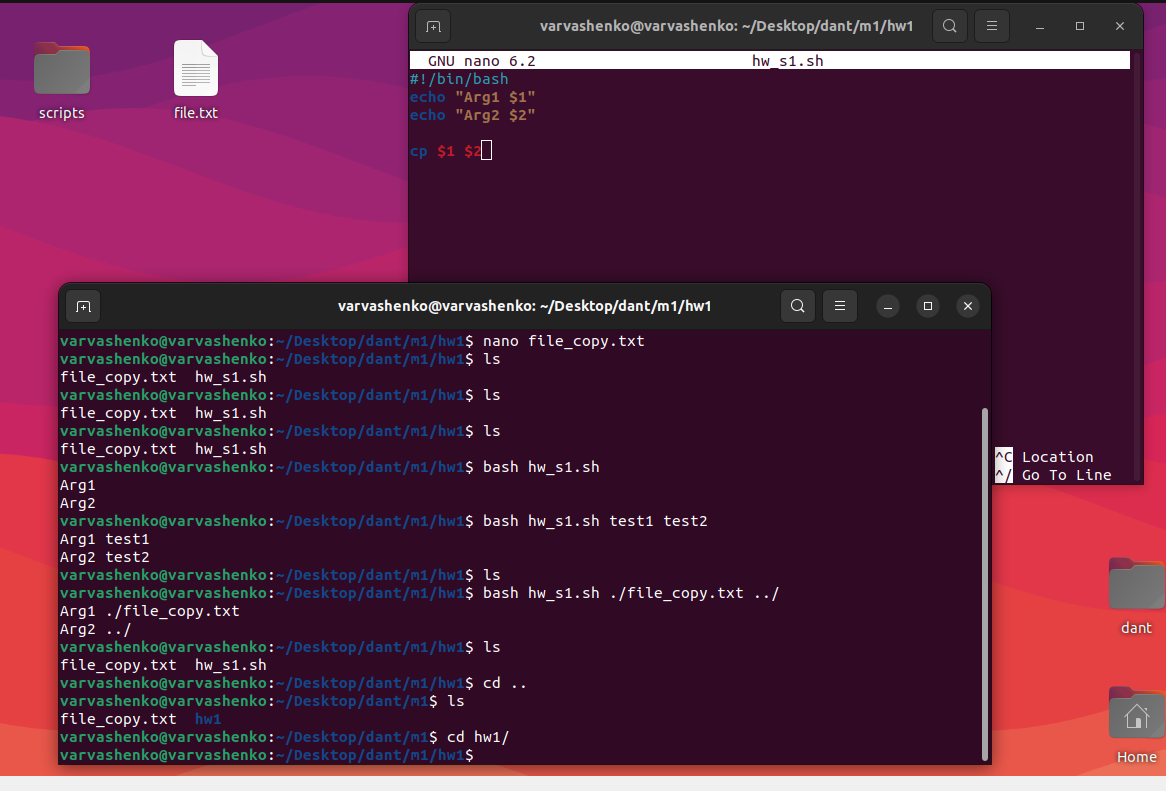 scripts
file.txt
varvashenko@varvashenko: ~/Desktop/dant/m1/hw1
GNU nano 6.2 hw_s1.sh
#!/bin/bash
echo "Arg1 $1"
echo "Arg2 $2"
cp $1 $2
^C Location
^/ Go To Line
varvashenko@varvashenko: ~/Desktop/dant/m1/hw1
varvashenko@varvashenko:~/Desktop/dant/m1/hw1$ nano file_copy.txt
varvashenko@varvashenko:~/Desktop/dant/m1/hw1$ ls
file_copy.txt  hw_s1.sh
varvashenko@varvashenko:~/Desktop/dant/m1/hw1$ ls
file_copy.txt  hw_s1.sh
varvashenko@varvashenko:~/Desktop/dant/m1/hw1$ ls
file_copy.txt  hw_s1.sh
varvashenko@varvashenko:~/Desktop/dant/m1/hw1$ bash hw_s1.sh
Arg1
Arg2
varvashenko@varvashenko:~/Desktop/dant/m1/hw1$ bash hw_s1.sh test1 test2
Arg1 test1
Arg2 test2
varvashenko@varvashenko:~/Desktop/dant/m1/hw1$ ls
varvashenko@varvashenko:~/Desktop/dant/m1/hw1$ bash hw_s1.sh ./file_copy.txt ../
Arg1 ./file_copy.txt
Arg2 ../
varvashenko@varvashenko:~/Desktop/dant/m1/hw1$ ls
file_copy.txt  hw_s1.sh
varvashenko@varvashenko:~/Desktop/dant/m1/hw1$ cd ..
varvashenko@varvashenko:~/Desktop/dant/m1$ ls
file_copy.txt  hw1
varvashenko@varvashenko:~/Desktop/dant/m1$ cd hw1/
varvashenko@varvashenko:~/Desktop/dant/m1/hw1$
dant
Home